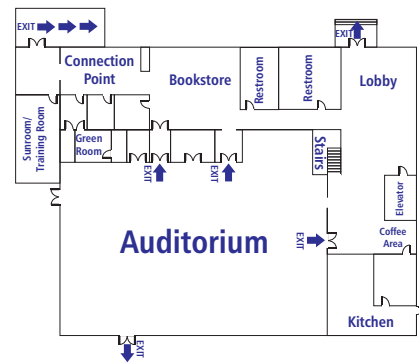 EXIT
EXIT
Connection
Point
Bookstore
Restroom
Restroom
Lobby
Sunroom/
Training Room
Green
Room
Stairs
EXIT
EXIT
Elevator
Auditorium
EXIT
Coffee
Area
Kitchen
EXIT